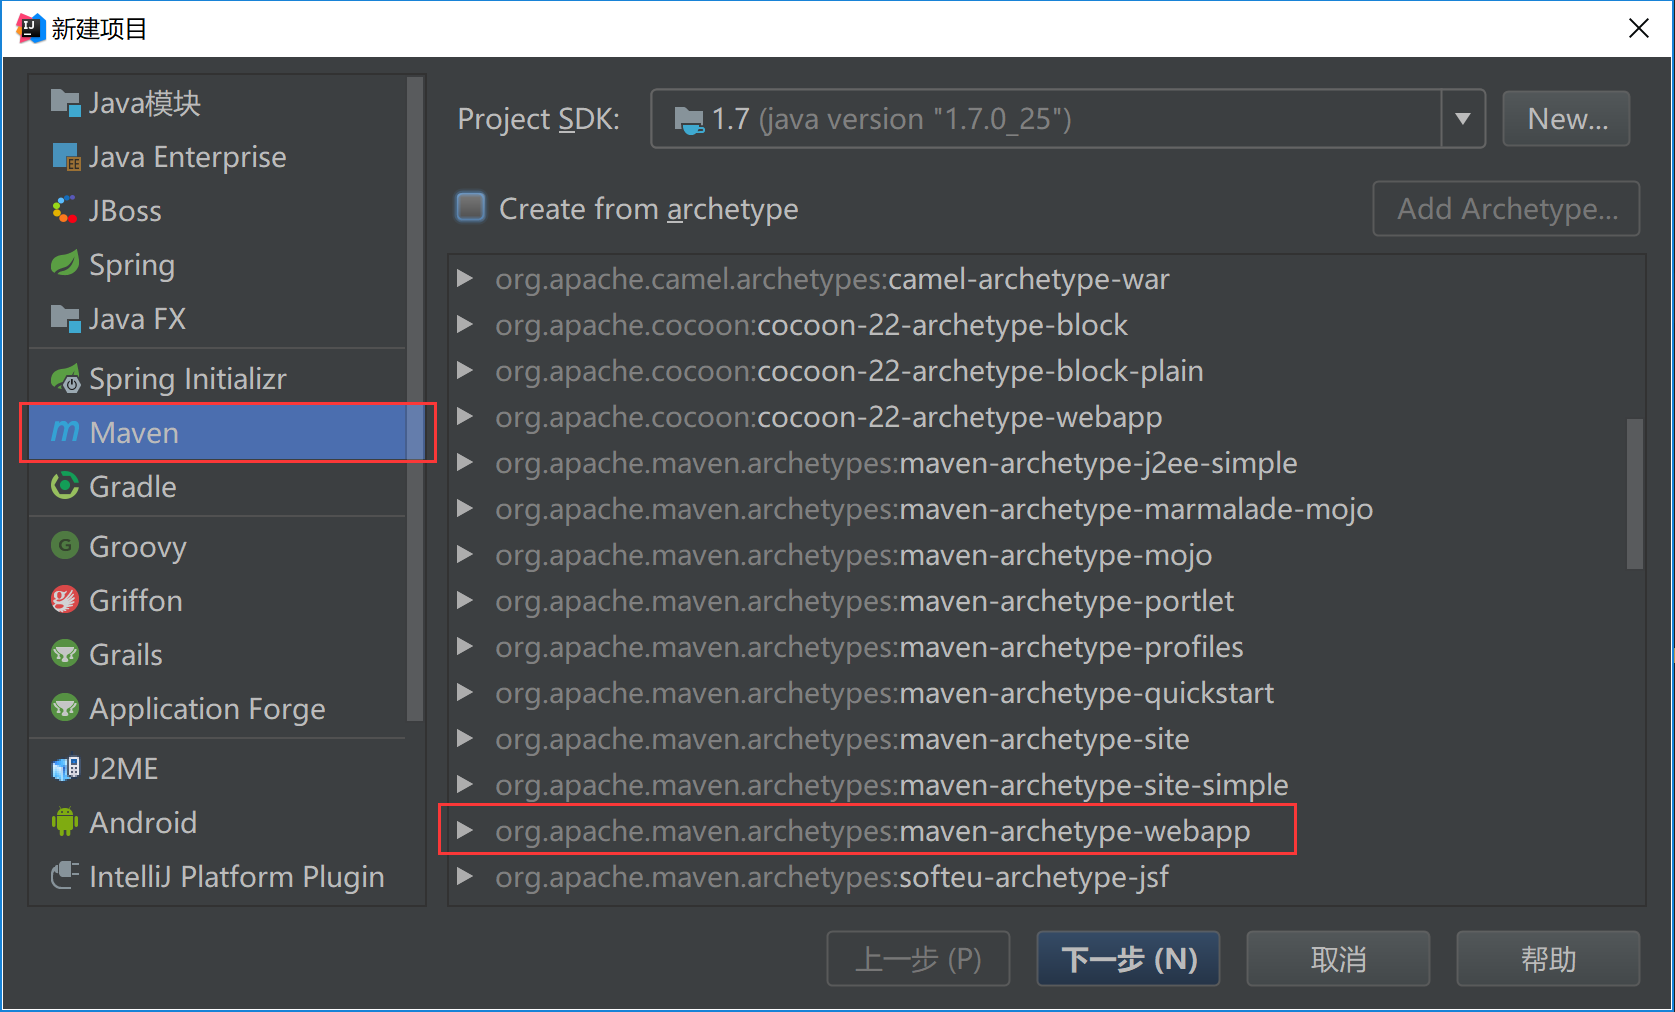 新建项目
Java模块
Java Enterprise
JBoss
Spring
Java FX
Spring Initializr
Maven
Gradle
Groovy
Griffon
Grails
Application Forge
J2ME
Android
IntelliJ Platform Plugin
Project SDK: 1.7 (java version "1.7.0_25") New...
Create from archetype Add Archetype...
org.apache.camel.archetypes:camel-archetype-war
org.apache.cocoon:cocoon-22-archetype-block
org.apache.cocoon:cocoon-22-archetype-block-plain
org.apache.cocoon:cocoon-22-archetype-webapp
org.apache.maven.archetypes:maven-archetype-j2ee-simple
org.apache.maven.archetypes:maven-archetype-marmalade-mojo
org.apache.maven.archetypes:maven-archetype-mojo
org.apache.maven.archetypes:maven-archetype-portlet
org.apache.maven.archetypes:maven-archetype-profiles
org.apache.maven.archetypes:maven-archetype-quickstart
org.apache.maven.archetypes:maven-archetype-site
org.apache.maven.archetypes:maven-archetype-site-simple
org.apache.maven.archetypes:maven-archetype-webapp
org.apache.maven.archetypes:softeu-archetype-jsf
上一步 (P) 下一步 (N) 取消 帮助